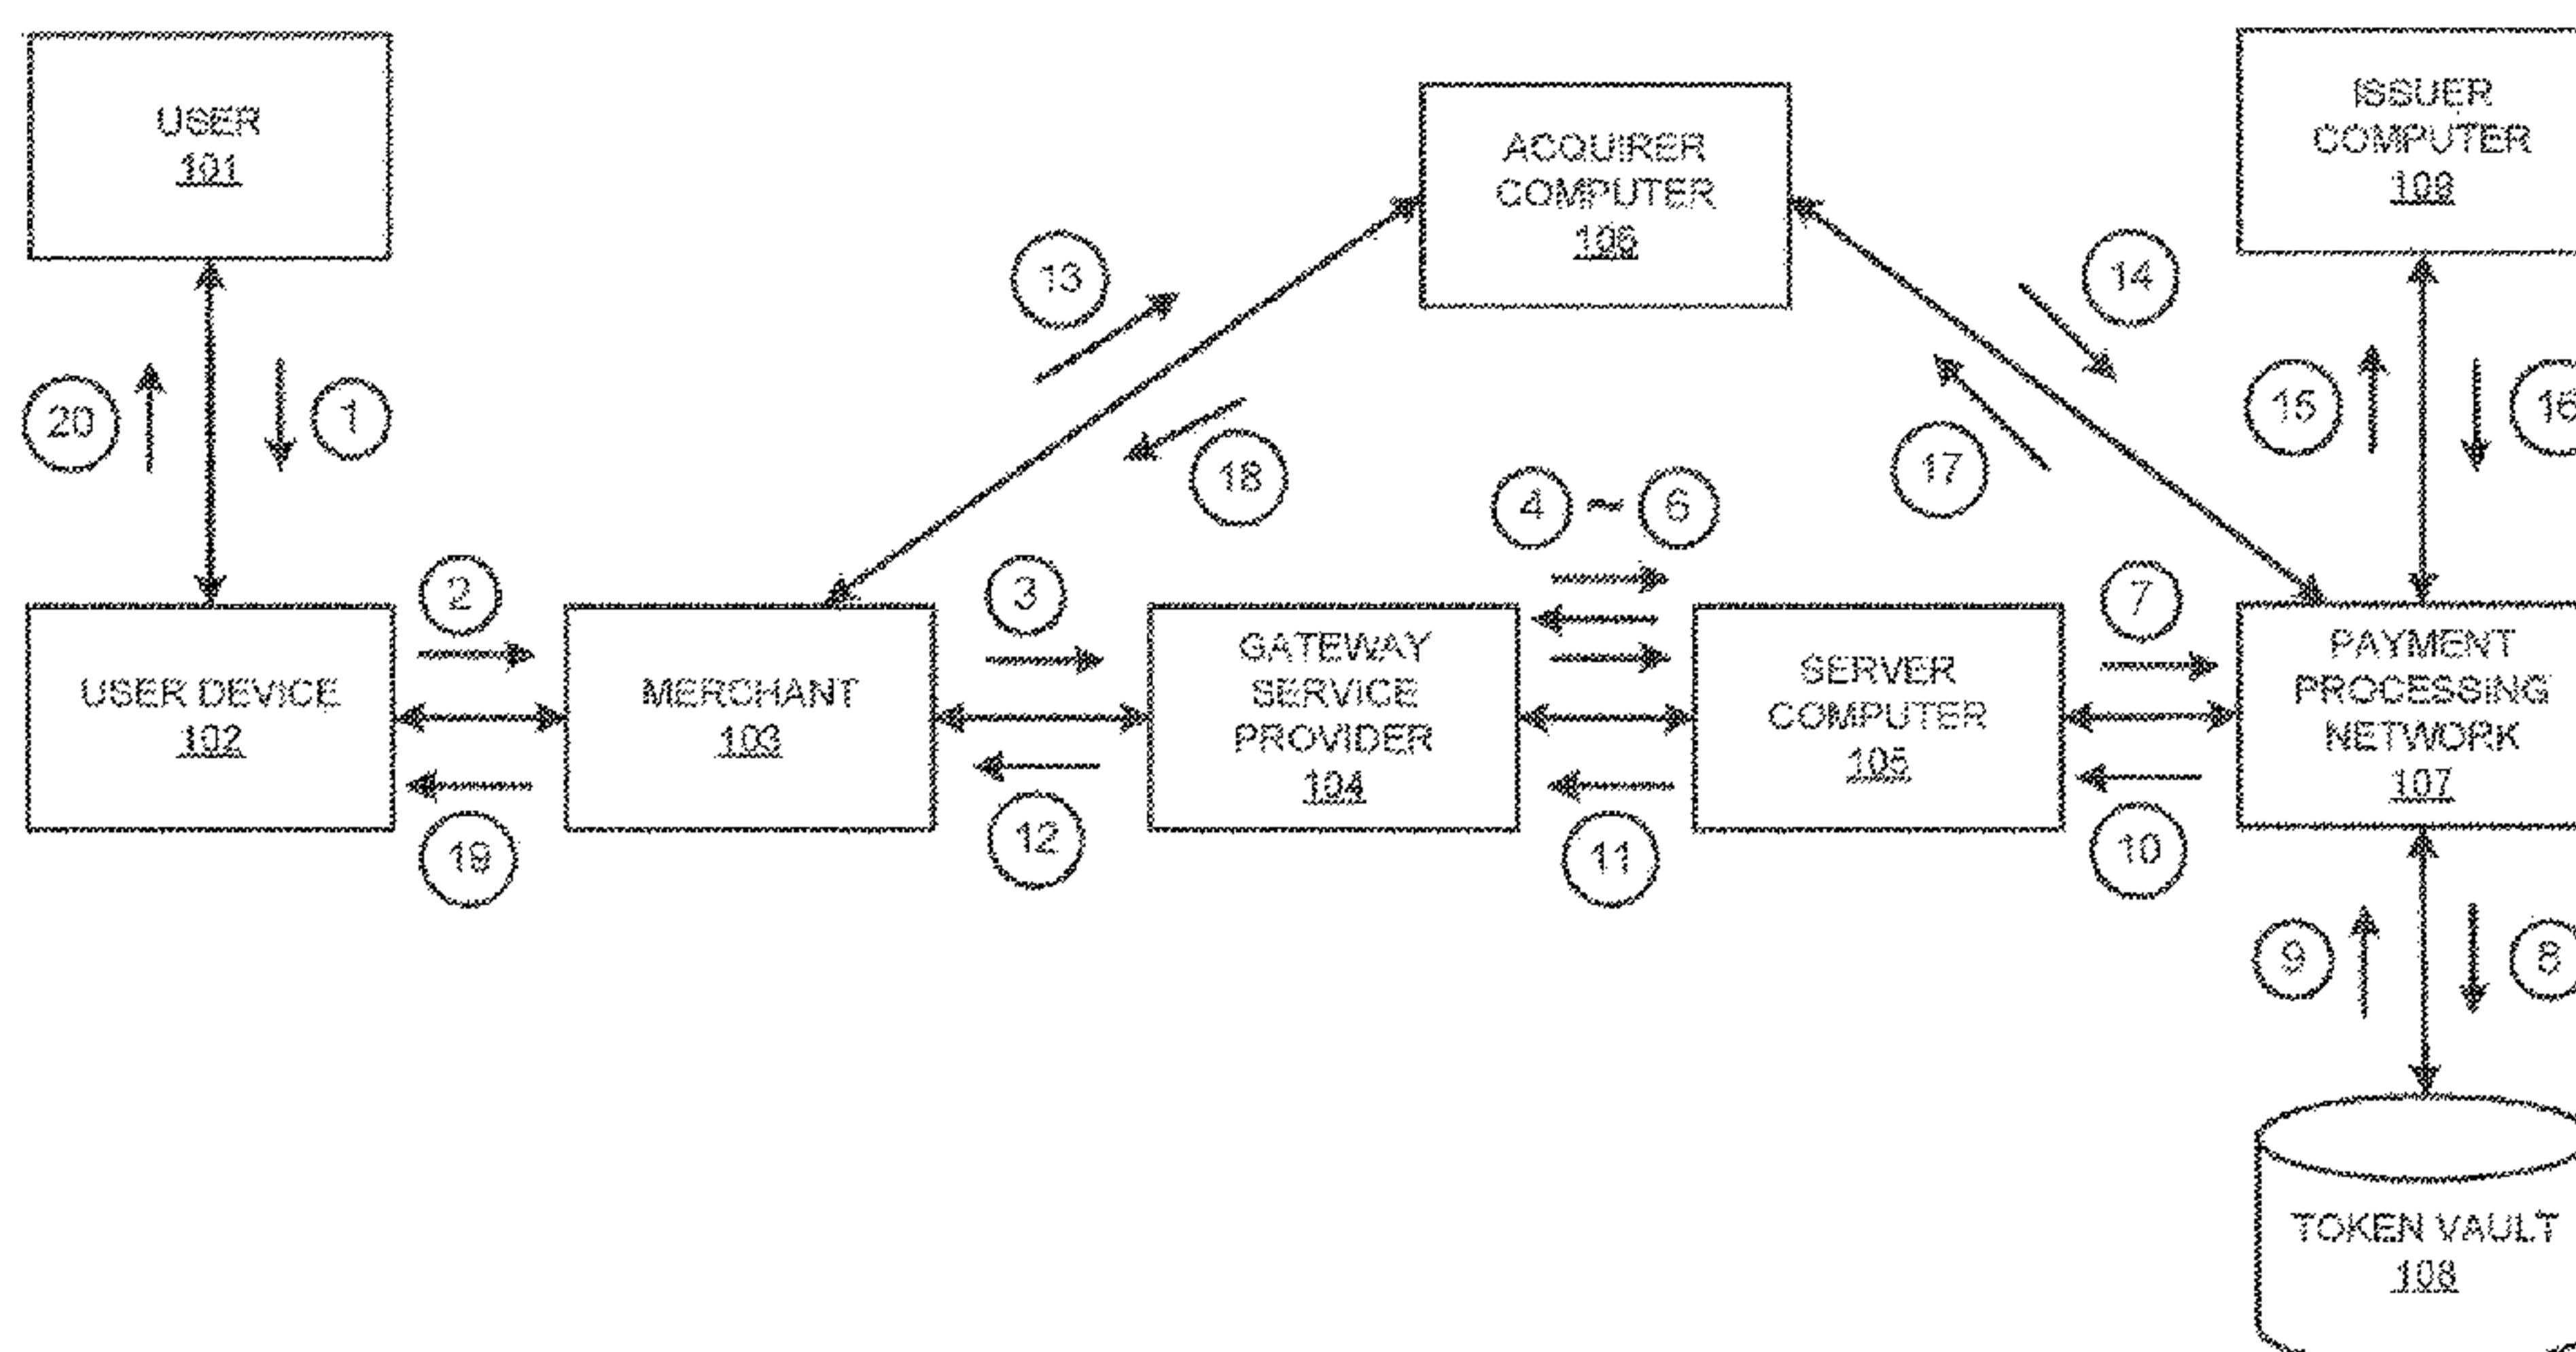 USER
101
ACQUIRER
COMPUTER
106
ISSUER
COMPUTER
109
13
14
20
1
15
16
18
17
4 ~ 6
2
3
7
USER DEVICE
102
MERCHANT
103
GATEWAY
SERVICE
PROVIDER
104
SERVER
COMPUTER
105
PAYMENT
PROCESSING
NETWORK
107
19
12
11
10
9
8
TOKEN VAULT
108